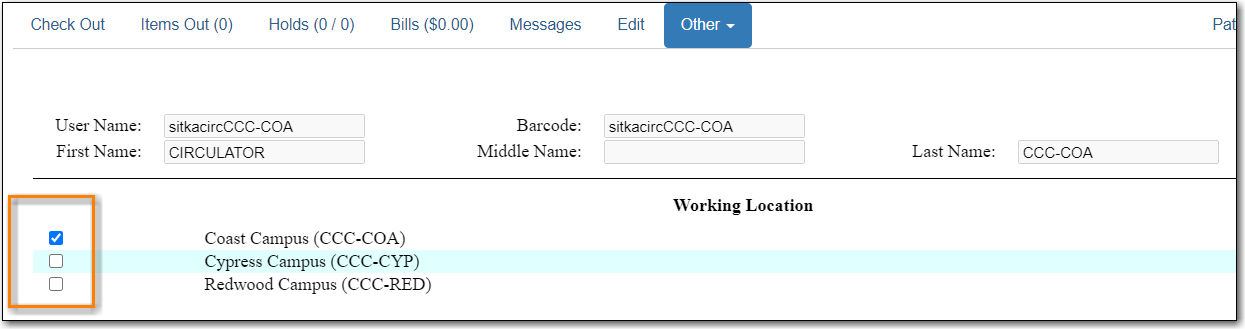 Check Out Items Out (0) Holds (0 / 0) Bills ($0.00) Messages Edit Other Pat
User Name: sitkacircCCC-COA Barcode: sitkacircCCC-COA
First Name: CIRCULATOR Middle Name: Last Name: CCC-COA
Working Location
Coast Campus (CCC-COA)
Cypress Campus (CCC-CYP)
Redwood Campus (CCC-RED)